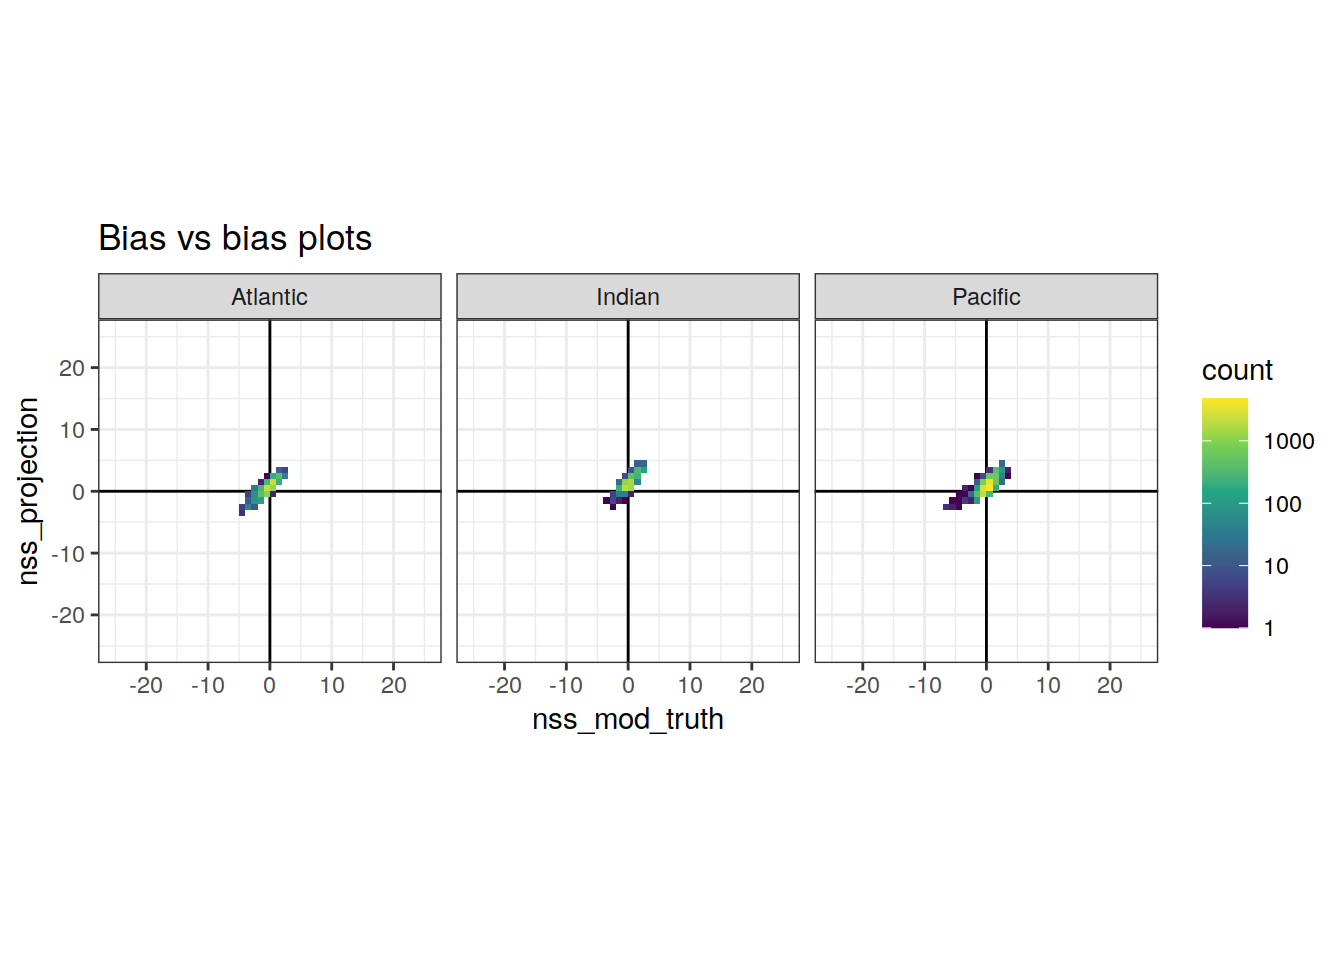 Bias vs bias plots
Atlantic Indian Pacific
20
10
0
-10
-20
nss_projection
-20 -10 0 10 20 -20 -10 0 10 20 -20 -10 0 10 20
nss_mod_truth
count
1000
100
10
1